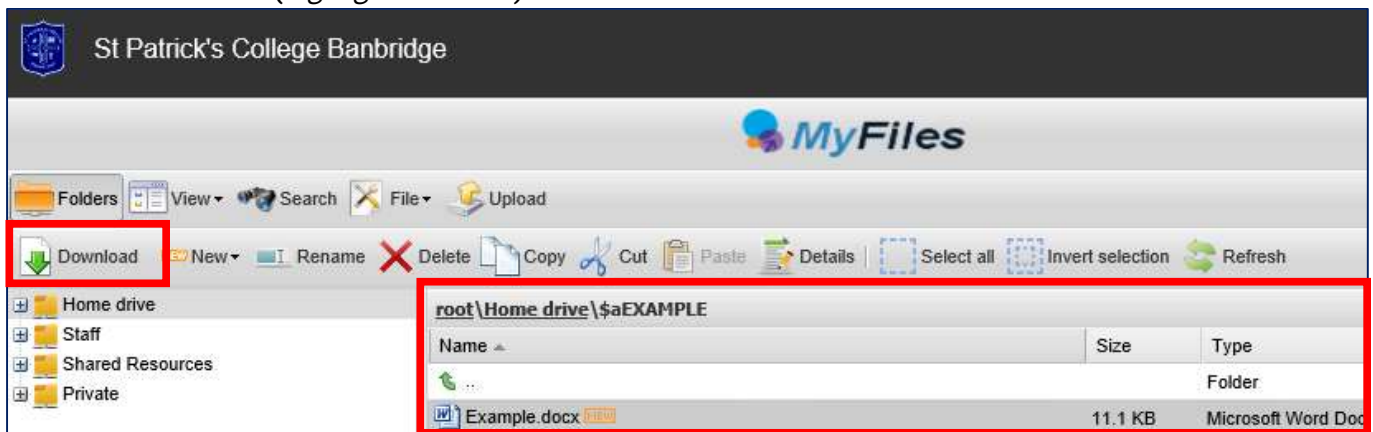 St Patrick's College Banbridge
MyFiles
Folders View Search File Upload
Download New Rename Delete Copy Cut Paste Details Select all Invert selection Refresh
Home drive
Staff
Shared Resources
Private
root\Home drive\$aEXAMPLE
Name Size Type
.. Folder
Example.docx NEW 11.1 KB Microsoft Word Doc